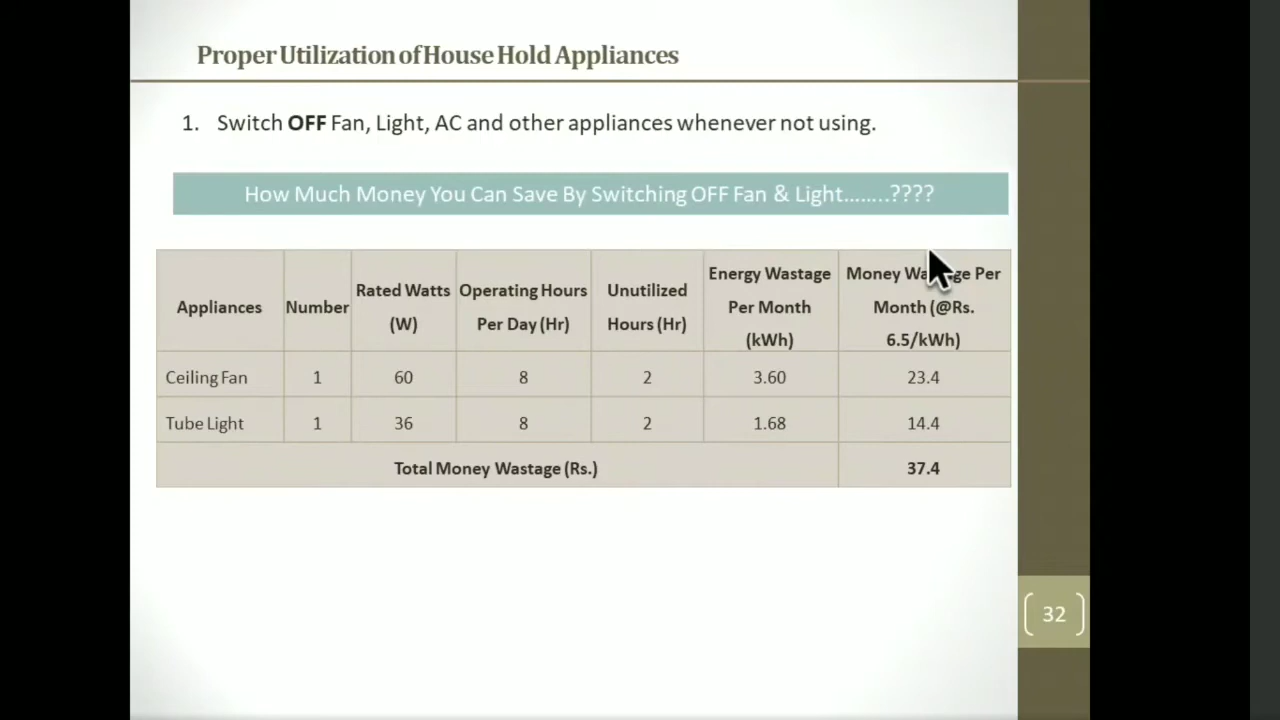 Proper Utilization of House Hold Appliances
1. Switch OFF Fan, Light, AC and other appliances whenever not using.
How Much Money You Can Save By Switching OFF Fan & Light……..????
Appliances Number Rated Watts (W) Operating Hours Per Day (Hr) Unutilized Hours (Hr) Energy Wastage Per Month (kWh) Money Wa ge Per Month (@Rs. 6.5/kWh)
Ceiling Fan 1 60 8 2 3.60 23.4
Tube Light 1 36 8 2 1.68 14.4
Total Money Wastage (Rs.) 37.4
32